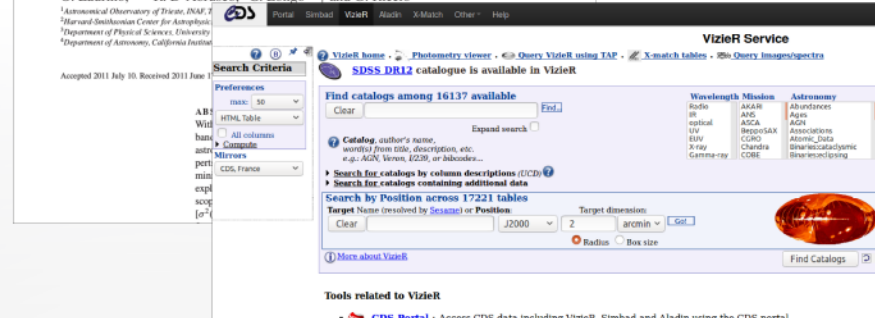 ¹Astronomical Observatory of Trieste, INAF, T
²Harvard-Smithsonian Center for Astrophysic
³Department of Physical Sciences, University
⁴Department of Astronomy, California Institut
Accepted 2011 July 10. Received 2011 June 1
AB
Witl
banc
astr
pert
mini
expl
scop
[σ²(
CDS Portal Simbad VizieR Aladin X-Match Other Help
VizieR Service
VizieR home . Photometry viewer . Query VizieR using TAP . X-match tables . Query images/spectra
SDSS DR12 catalogue is available in VizieR
Search Criteria
Preferences
max: 50
HTML Table
All columns
Compute
Mirrors
CDS, France
Find catalogs among 16137 available
Clear Find..
Expand search
Catalog, author's name,
word(s) from title, description, etc.
e.g.: AGN, Veron, I/239, or bibcodes...
Search for catalogs by column descriptions (UCD)
Search for catalogs containing additional data
Wavelength Mission Astronomy
Radio AKARI Abundances
IR ANS Ages
optical ASCA AGN
UV BeppoSAX Associations
EUV CGRO Atomic_Data
X-ray Chandra Binaries:cataclysmic
Gamma-ray COBE Binaries:eclipsing
Search by Position across 17221 tables
Target Name (resolved by Sesame) or Position: Target dimension:
Clear J2000 2 arcmin Go!
Radius Box size
More about VizieR
Find Catalogs
Tools related to VizieR
CDS Portal - Access CDS data including VizieR, Simbad and Aladin using the CDS portal